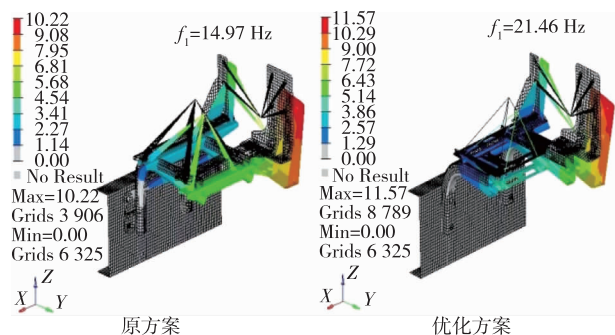 10.22
9.08
7.95
6.81
5.68
4.54
3.41
2.27
1.14
0.00
No Result
Max=10.22
Grids 3 906
Min=0.00
Grids 6 325
f₁=14.97 Hz
Z
X
Y
原方案
11.57
10.29
9.00
7.72
6.43
5.14
3.86
2.57
1.29
0.00
No Result
Max=11.57
Grids 8 789
Min=0.00
Grids 6 325
f₁=21.46 Hz
Z
X
Y
优化方案